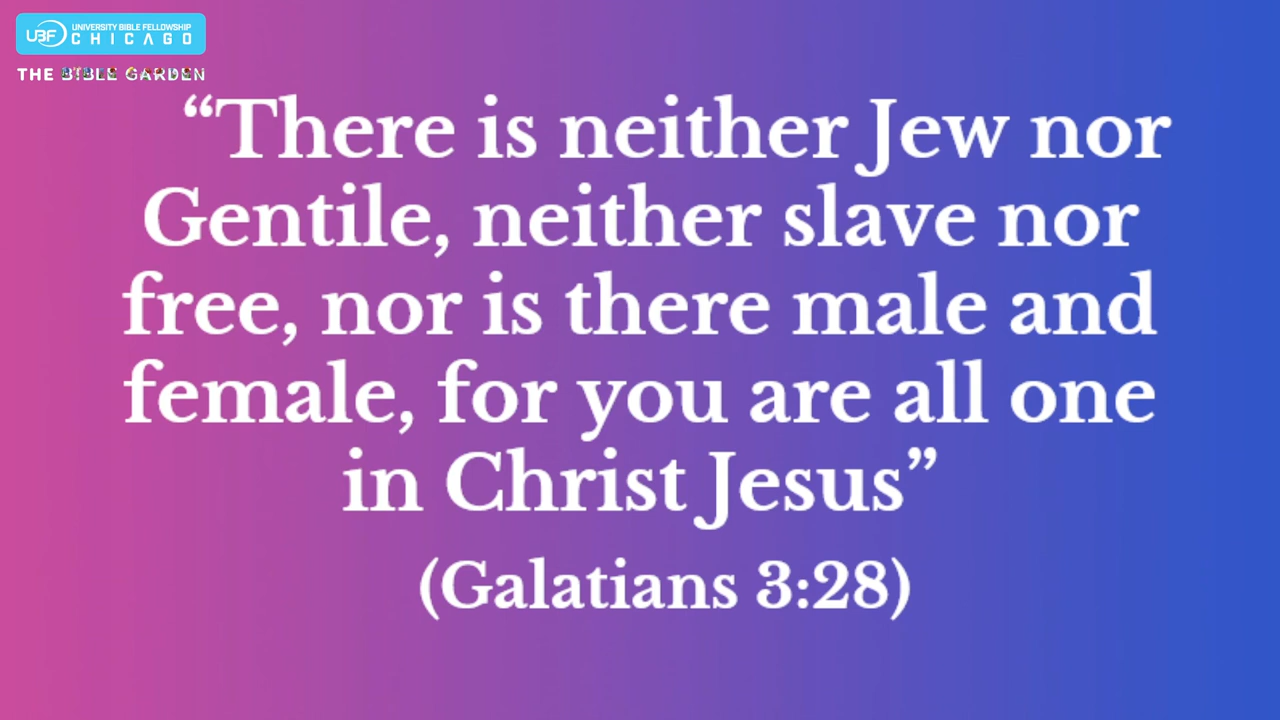 UBF UNIVERSITY BIBLE FELLOWSHIP
CHICAGO
THE BIBLE GARDEN
“There is neither Jew nor
Gentile, neither slave nor
free, nor is there male and
female, for you are all one
in Christ Jesus”
(Galatians 3:28)